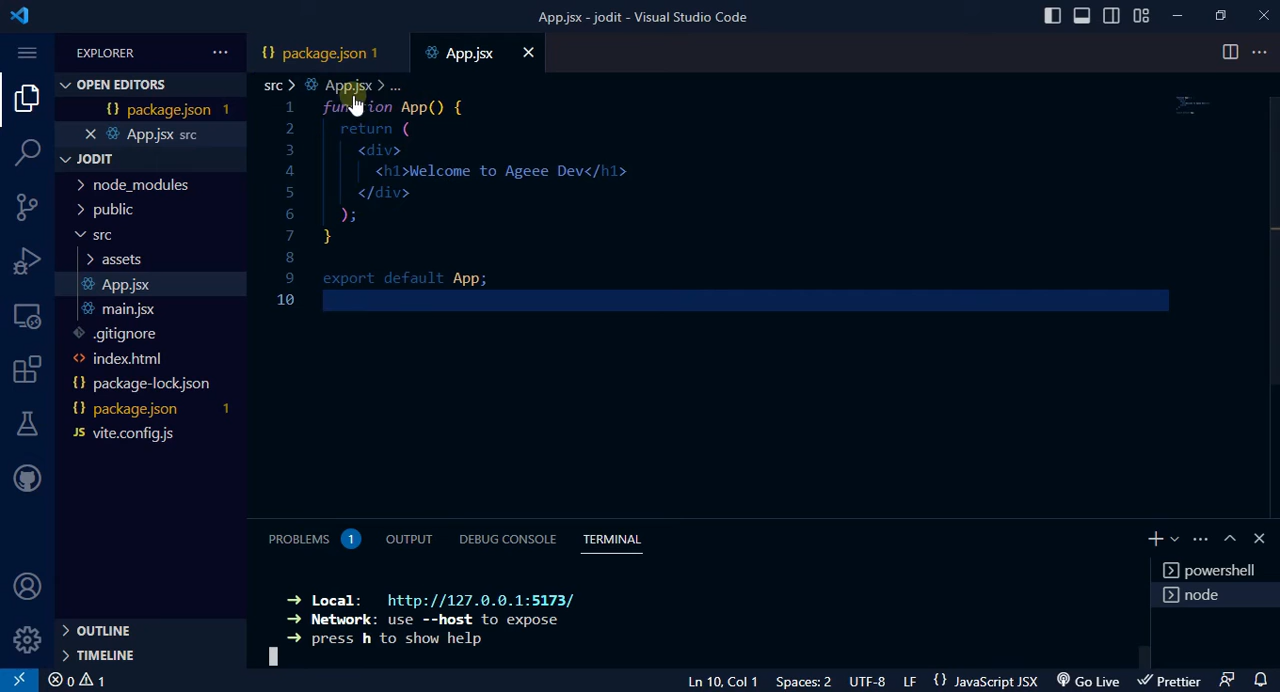 App.jsx - jodit - Visual Studio Code
EXPLORER
OPEN EDITORS
package.json 1
App.jsx src
JODIT
node_modules
public
src
assets
App.jsx
main.jsx
.gitignore
index.html
package-lock.json
package.json 1
vite.config.js
OUTLINE
TIMELINE
package.json 1
App.jsx
src > App.jsx > ...
1 function App() {
2 return (
3 <div>
4 <h1>Welcome to Ageee Dev</h1>
5 </div>
6 );
7 }
8
9 export default App;
10
PROBLEMS 1 OUTPUT DEBUG CONSOLE TERMINAL
➜ Local: http://127.0.0.1:5173/
➜ Network: use --host to expose
➜ press h to show help
powershell
node
0 1 Ln 10, Col 1 Spaces: 2 UTF-8 LF {} JavaScript JSX Go Live Prettier